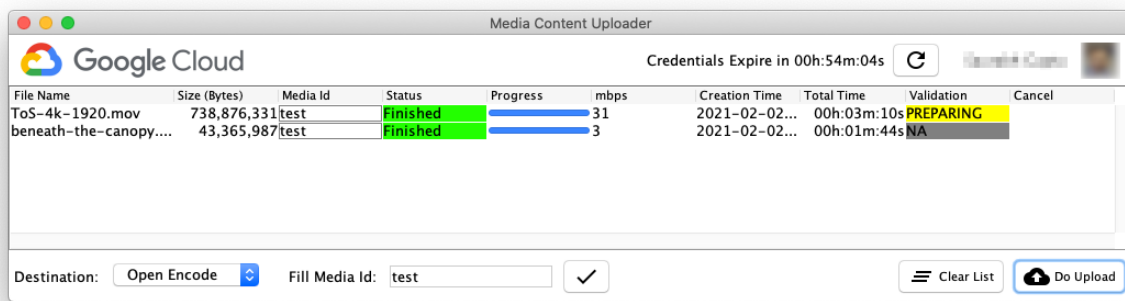 Media Content Uploader
Google Cloud
Credentials Expire in 00h:54m:04s
File Name Size (Bytes) Media Id Status Progress mbps Creation Time Total Time Validation Cancel
ToS-4k-1920.mov 738,876,331 test Finished 31 2021-02-02... 00h:03m:10s PREPARING
beneath-the-canopy.... 43,365,987 test Finished 3 2021-02-02... 00h:01m:44s NA
Destination: Open Encode Fill Media Id: test Clear List Do Upload